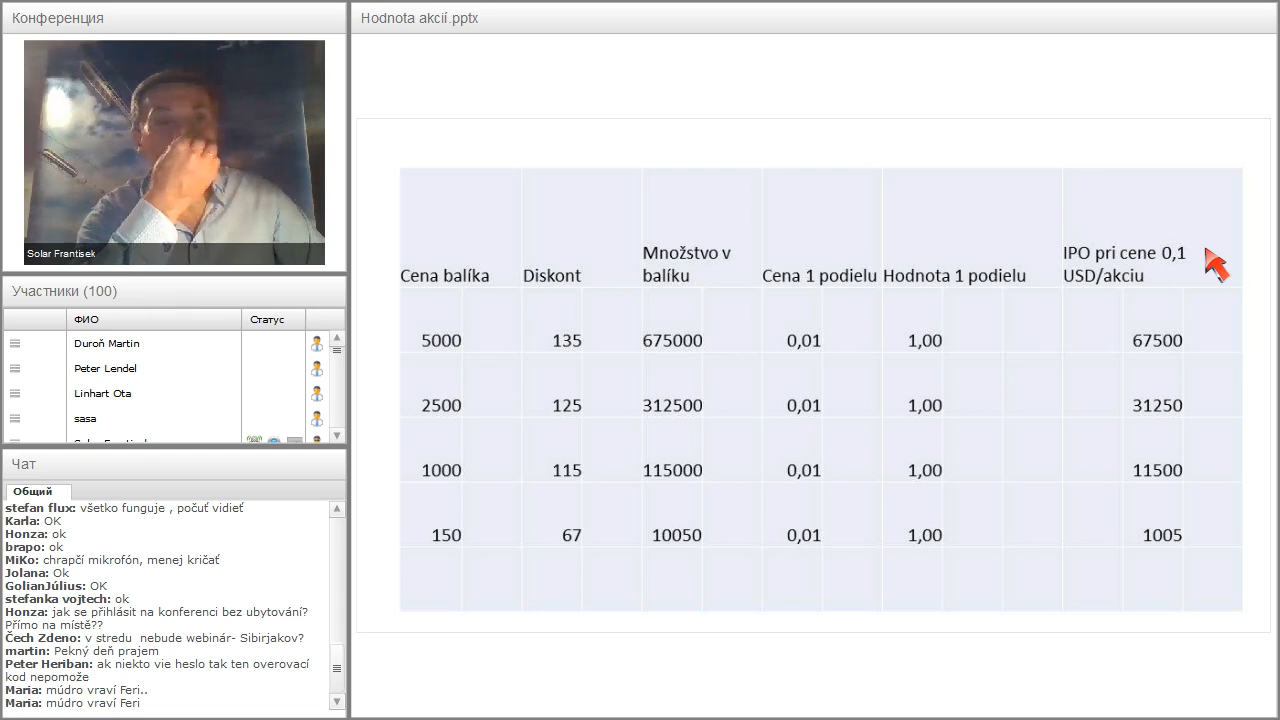 Конференция
Solar Frantisek
Участники (100)
ФИО Статус
Duroň Martin
Peter Lendel
Linhart Ota
sasa
Чат
Общий
stefan flux: všetko funguje , počuť vidieť
Karla: OK
Honza: ok
brapo: ok
MiKo: chrapčí mikrofón, menej kričať
Jolana: Ok
GolianJúlius: OK
stefanka vojtech: ok
Honza: jak se přihlásit na konferenci bez ubytování?
Přímo na místě??
Čech Zdeno: v stredu nebude webinár- Sibirjakov?
martin: Pekný deň prajem
Peter Heriban: ak niekto vie heslo tak ten overovací
kod nepomože
Maria: múdro vraví Feri..
Maria: múdro vraví Feri
Hodnota akcií.pptx
Cena balíka Diskont Množstvo v balíku Cena 1 podielu Hodnota 1 podielu IPO pri cene 0,1 USD/akciu
5000 135 675000 0,01 1,00 67500
2500 125 312500 0,01 1,00 31250
1000 115 115000 0,01 1,00 11500
150 67 10050 0,01 1,00 1005